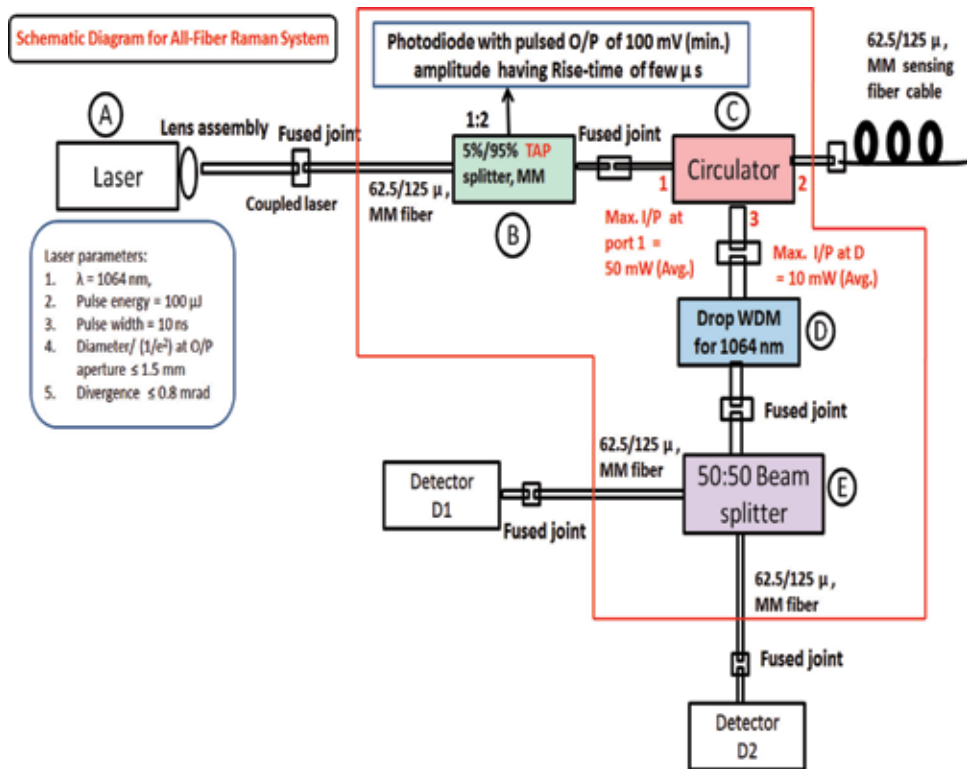 Schematic Diagram for All-Fiber Raman System
Photodiode with pulsed O/P of 100 mV (min.)
amplitude having Rise-time of few μ s
62.5/125 μ ,
MM sensing
fiber cable
A
Lens assembly
Fused joint
1:2
Fused joint
C
Laser
5%/95% TAP
splitter, MM
Circulator
1
2
3
Coupled laser
62.5/125 μ ,
MM fiber
B
Max. I/P at
port 1 =
50 mW (Avg.)
Max. I/P at D
= 10 mW (Avg.)
Laser parameters:
1. λ = 1064 nm,
2. Pulse energy = 100 μJ
3. Pulse width = 10 ns
4. Diameter/ (1/e²) at O/P
aperture ≤ 1.5 mm
5. Divergence ≤ 0.8 mrad
Drop WDM
for 1064 nm
D
Fused joint
62.5/125 μ ,
MM fiber
Detector
D1
Fused joint
50:50 Beam
splitter
E
62.5/125 μ ,
MM fiber
Fused joint
Detector
D2